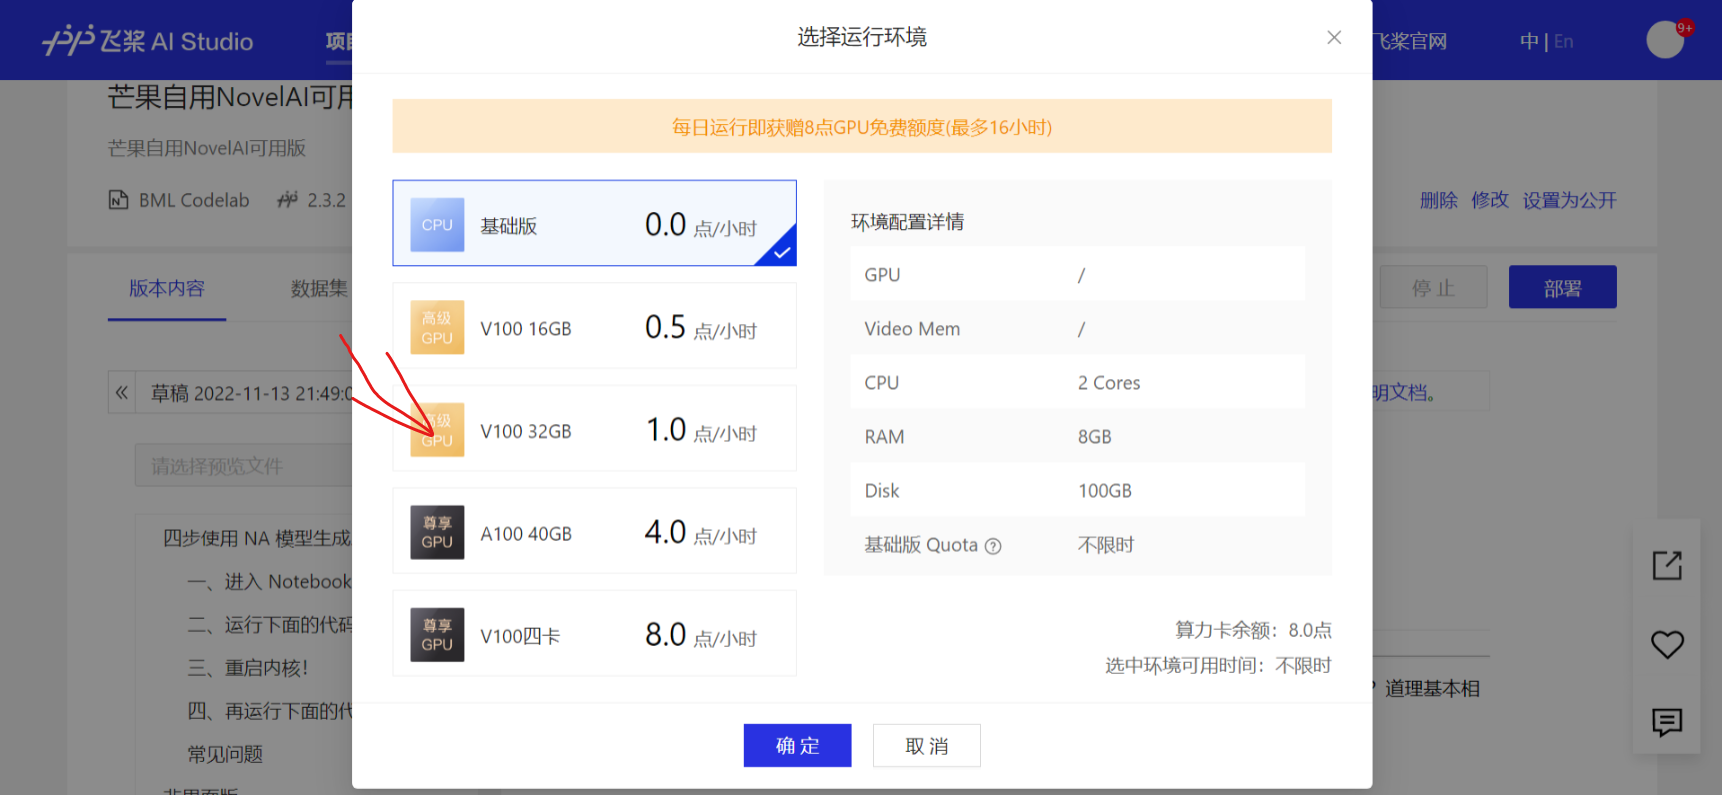 飞桨 AI Studio
选择运行环境
飞桨官网
中 | En
9+
芒果自用NovelAI可用
每日运行即获赠8点GPU免费额度(最多16小时)
芒果自用NovelAI可用版
BML Codelab
2.3.2
删除 修改 设置为公开
CPU 基础版 0.0 点/小时
环境配置详情
GPU /
版本内容 数据集
停止 部署
高级 GPU V100 16GB 0.5 点/小时
Video Mem /
CPU 2 Cores
草稿 2022-11-13 21:49:0
明文档。
高级 GPU V100 32GB 1.0 点/小时
RAM 8GB
请选择预览文件
Disk 100GB
四步使用 NA 模型生成
尊享 GPU A100 40GB 4.0 点/小时
基础版 Quota ? 不限时
一、进入 Notebook
二、运行下面的代码
尊享 GPU V100四卡 8.0 点/小时
算力卡余额：8.0点
三、重启内核！
选中环境可用时间：不限时
? 道理基本相
四、再运行下面的代
常见问题
确定 取消